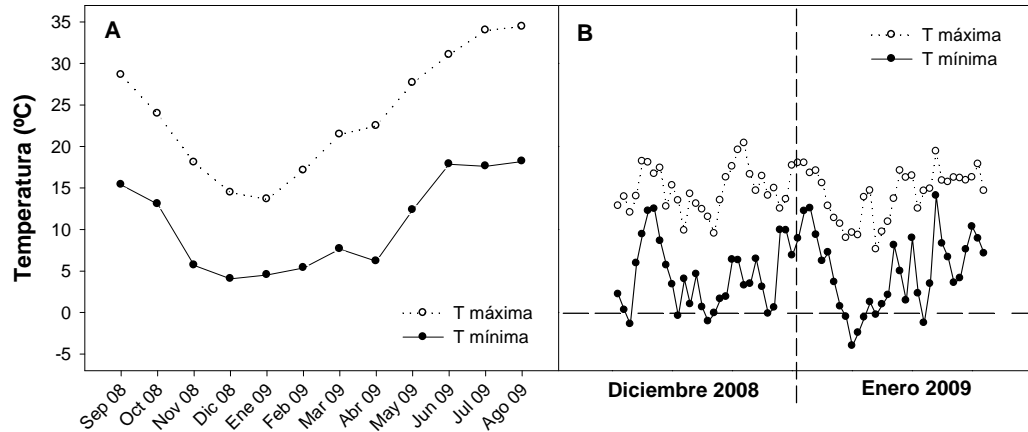 A
B
T máxima
T mínima
T máxima
T mínima
Temperatura (ºC)
35
30
25
20
15
10
5
0
-5
Sep 08
Oct 08
Nov 08
Dic 08
Ene 09
Feb 09
Mar 09
Abr 09
May 09
Jun 09
Jul 09
Ago 09
Diciembre 2008
Enero 2009